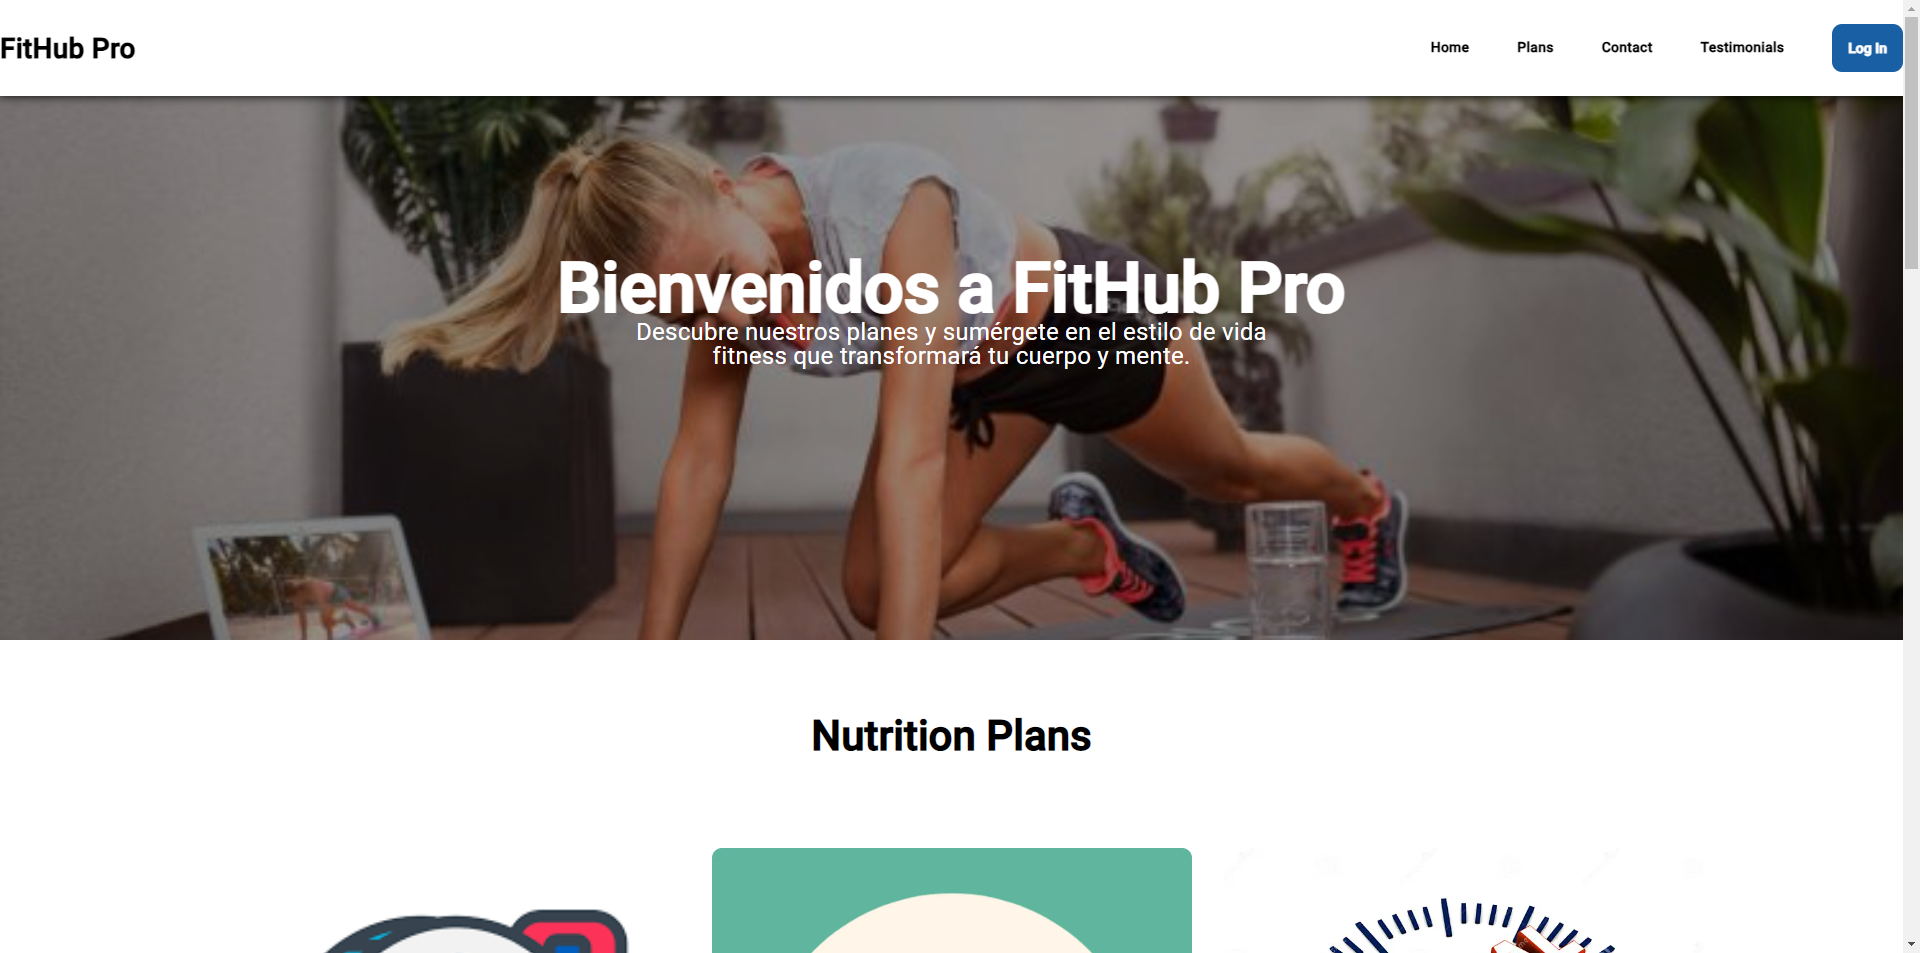 FitHub Pro
Home
Plans
Contact
Testimonials
Log In
Bienvenidos a FitHub Pro
Descubre nuestros planes y sumérgete en el estilo de vida
fitness que transformará tu cuerpo y mente.
Nutrition Plans